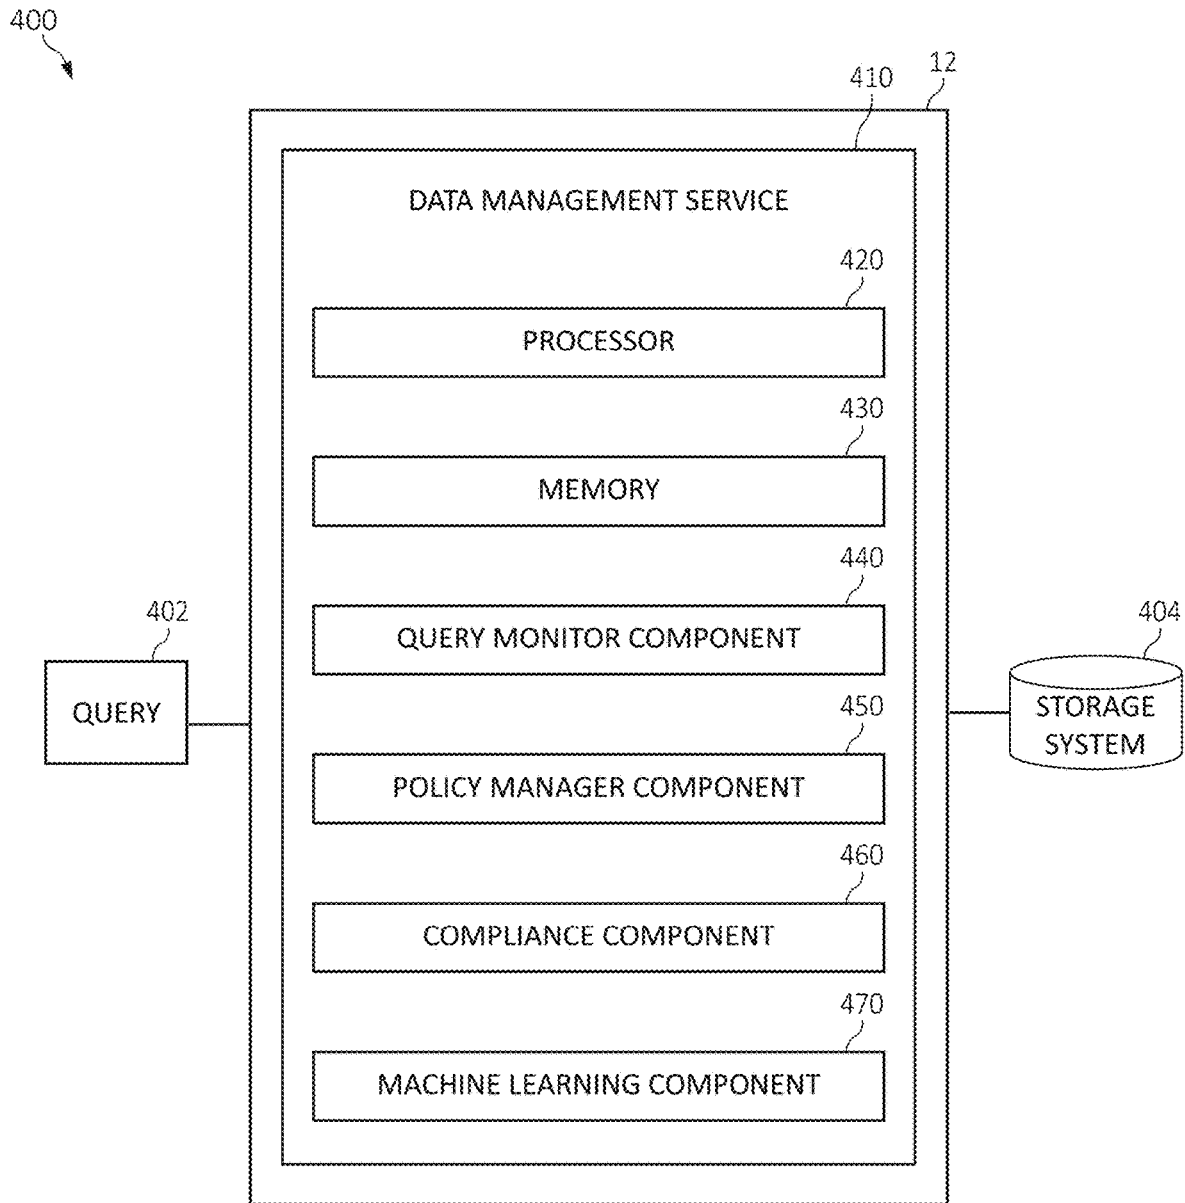 400
12
410
DATA MANAGEMENT SERVICE
420
PROCESSOR
430
MEMORY
440
QUERY MONITOR COMPONENT
402
QUERY
404
STORAGE
SYSTEM
450
POLICY MANAGER COMPONENT
460
COMPLIANCE COMPONENT
470
MACHINE LEARNING COMPONENT